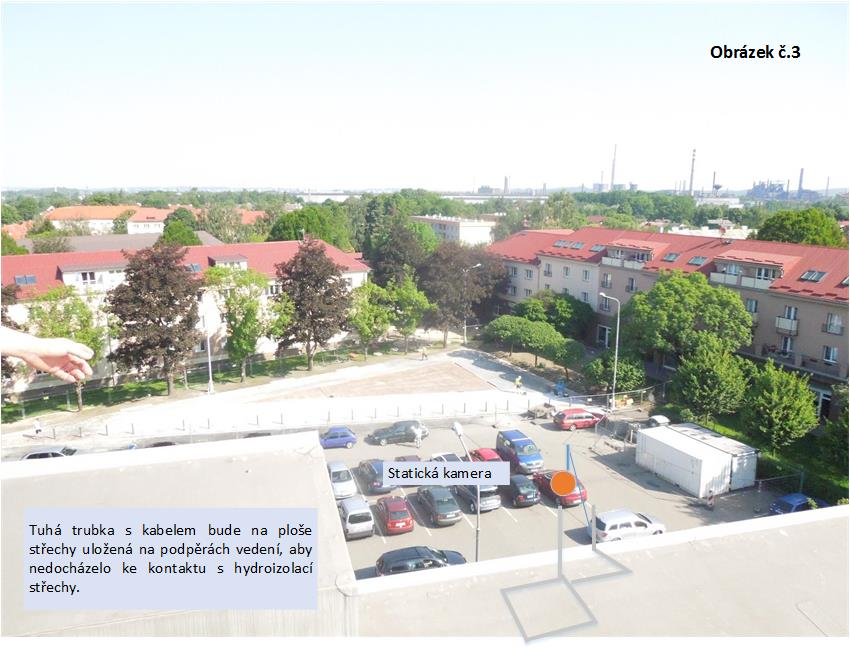 Obrázek č.3
Statická kamera
Tuhá trubka s kabelem bude na ploše
střechy uložená na podpěrách vedení, aby
nedocházelo ke kontaktu s hydroizolací
střechy.